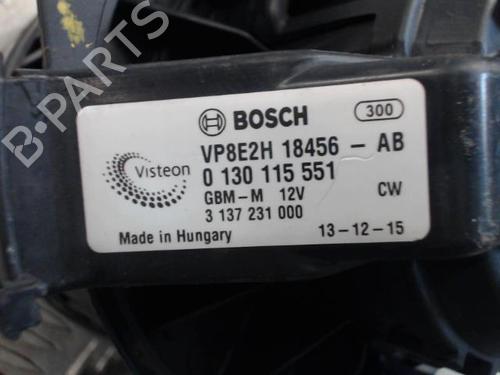 B-PARTS
BOSCH
300
Visteon
VP8E2H 18456 - AB
0 130 115 551
GBM-M 12V
CW
3 137 231 000
Made in Hungary
13-12-15